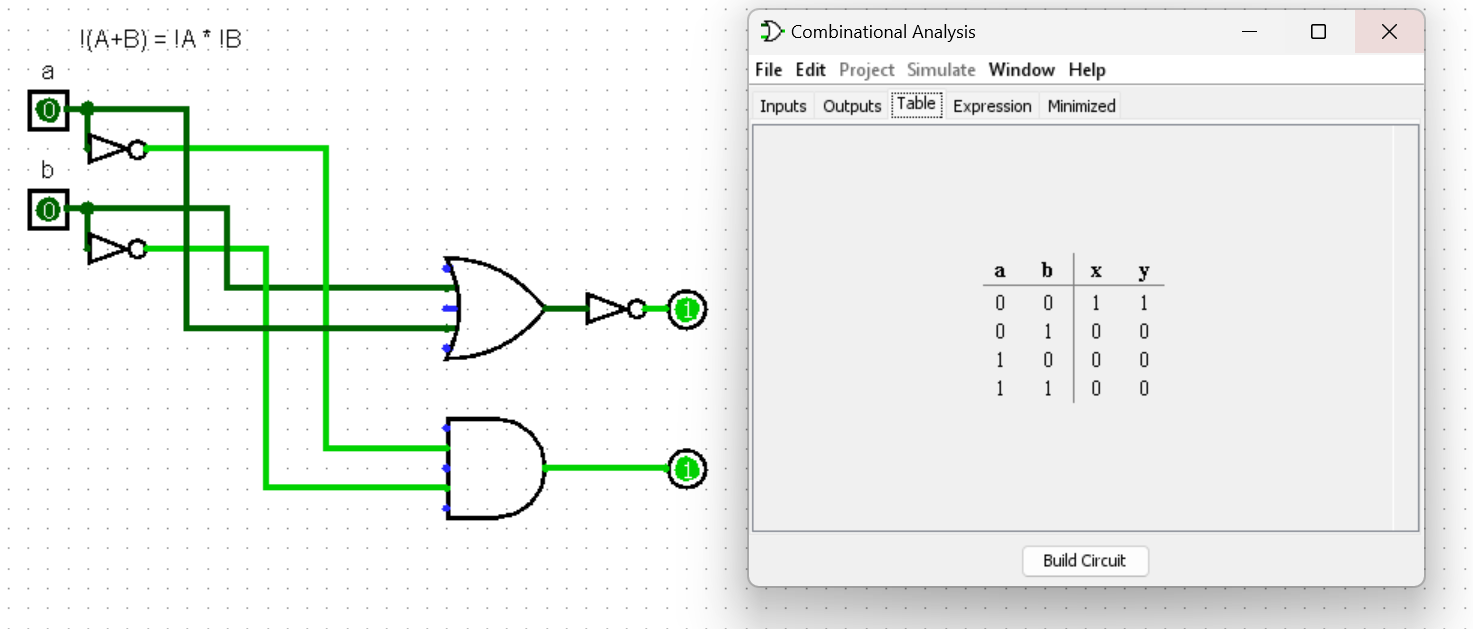 !(A+B) = !A * !B
a
0
b
0
1
1
Combinational Analysis
File Edit Project Simulate Window Help
Inputs Outputs Table Expression Minimized
a b x y
0 0 1 1
0 1 0 0
1 0 0 0
1 1 0 0
Build Circuit